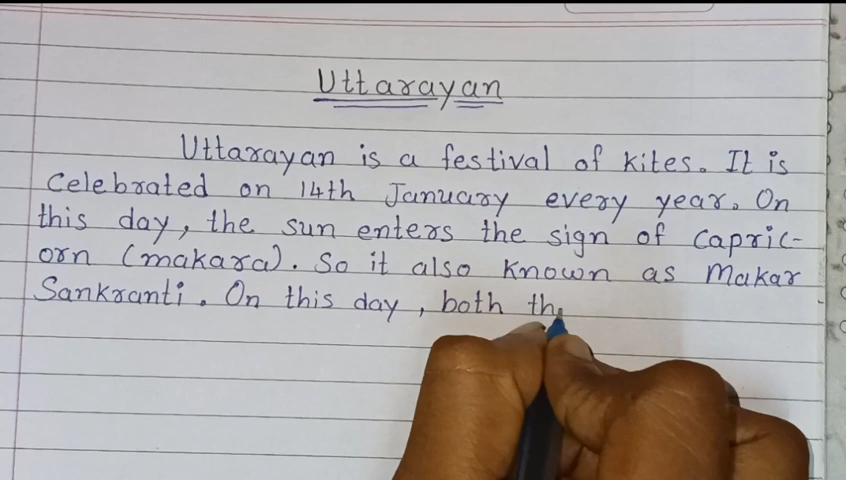 Uttarayan
Uttarayan is a festival of kites. It is
celebrated on 14th January every year. On
this day, the sun enters the sign of capric-
orn (makara). So it also known as Makar
Sankranti. On this day, both the